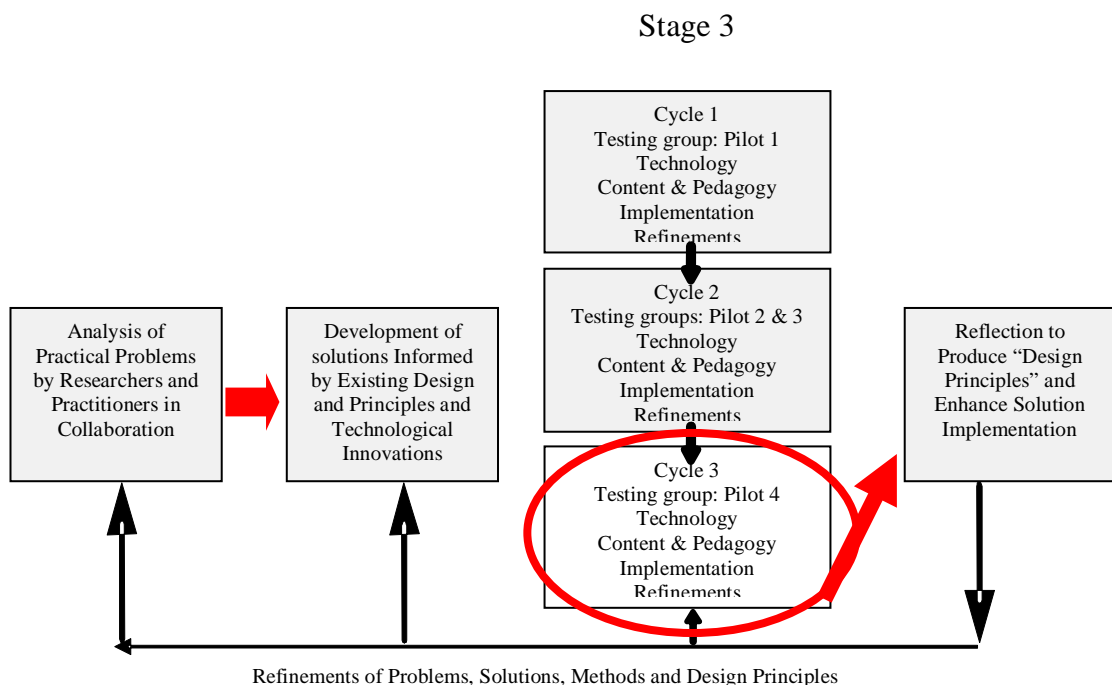 Stage 3
Cycle 1
Testing group: Pilot 1
Technology
Content & Pedagogy
Implementation
Refinements
Cycle 2
Testing groups: Pilot 2 & 3
Technology
Content & Pedagogy
Implementation
Refinements
Cycle 3
Testing group: Pilot 4
Technology
Content & Pedagogy
Implementation
Refinements
Analysis of
Practical Problems
by Researchers and
Practitioners in
Collaboration
Development of
solutions Informed
by Existing Design
and Principles and
Technological
Innovations
Reflection to
Produce “Design
Principles” and
Enhance Solution
Implementation
Refinements of Problems, Solutions, Methods and Design Principles